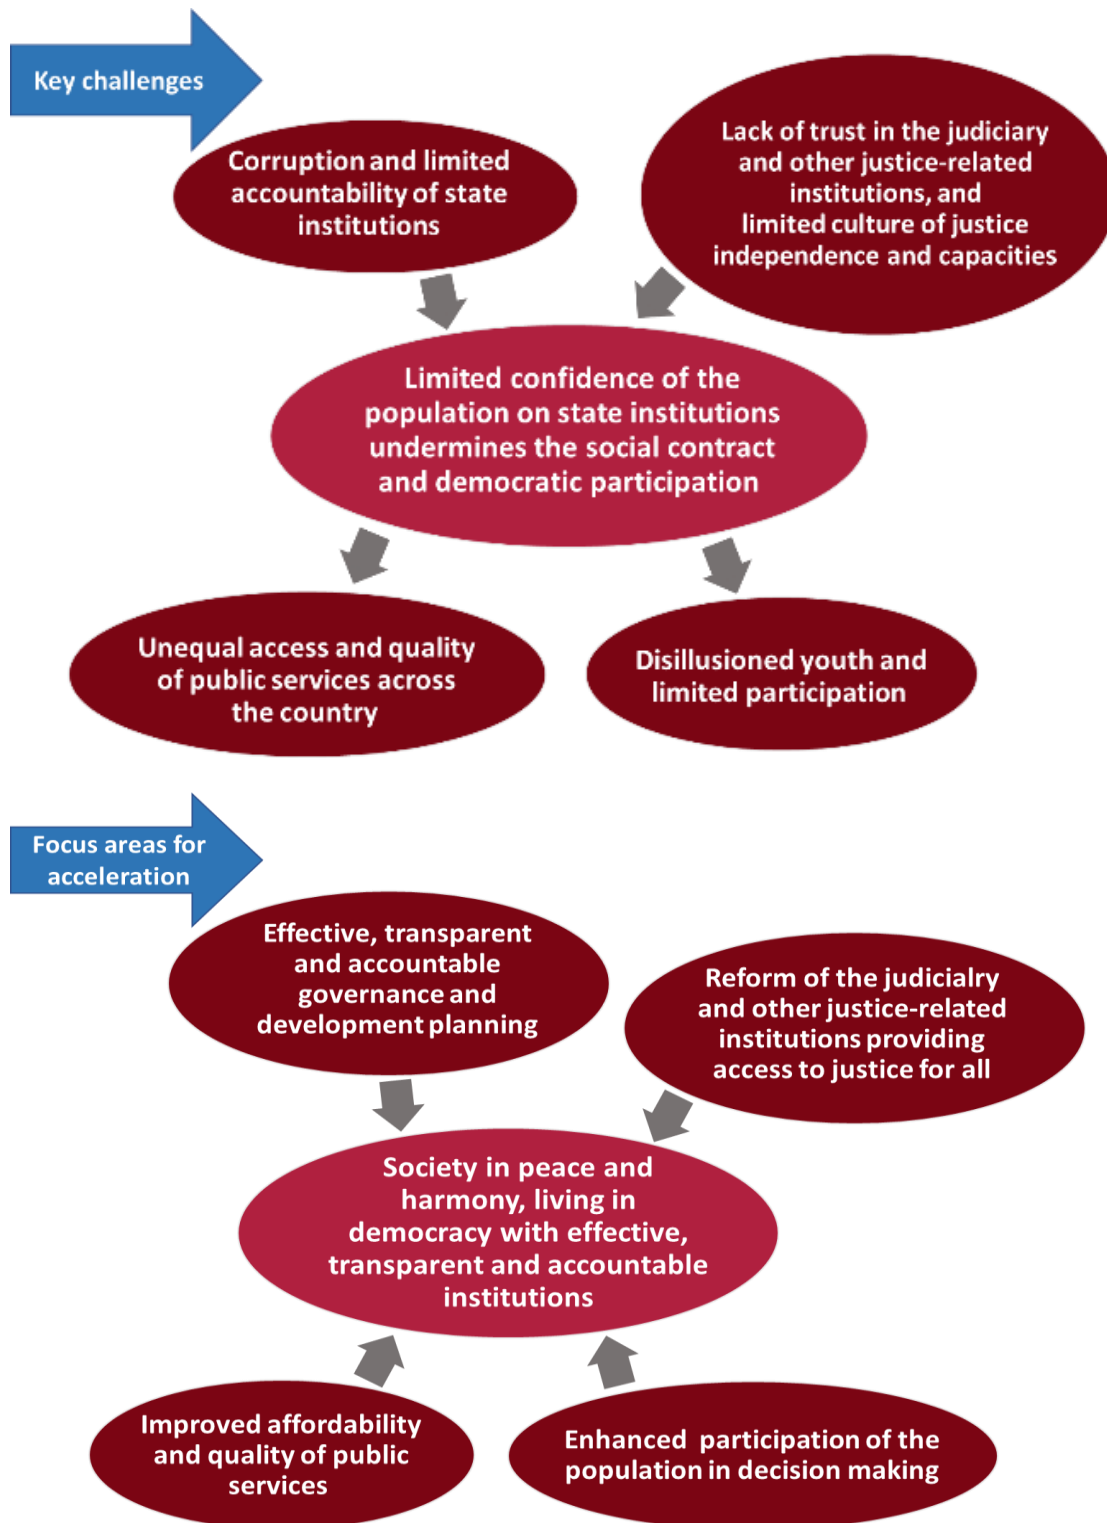 Key challenges
Corruption and limited
accountability of state
institutions
Lack of trust in the judiciary
and other justice-related
institutions, and
limited culture of justice
independence and capacities
Limited confidence of the
population on state institutions
undermines the social contract
and democratic participation
Unequal access and quality
of public services across
the country
Disillusioned youth and
limited participation
Focus areas for
acceleration
Effective, transparent
and accountable
governance and
development planning
Reform of the judicialry
and other justice-related
institutions providing
access to justice for all
Society in peace and
harmony, living in
democracy with effective,
transparent and accountable
institutions
Improved affordability
and quality of public
services
Enhanced  participation of the
population in decision making